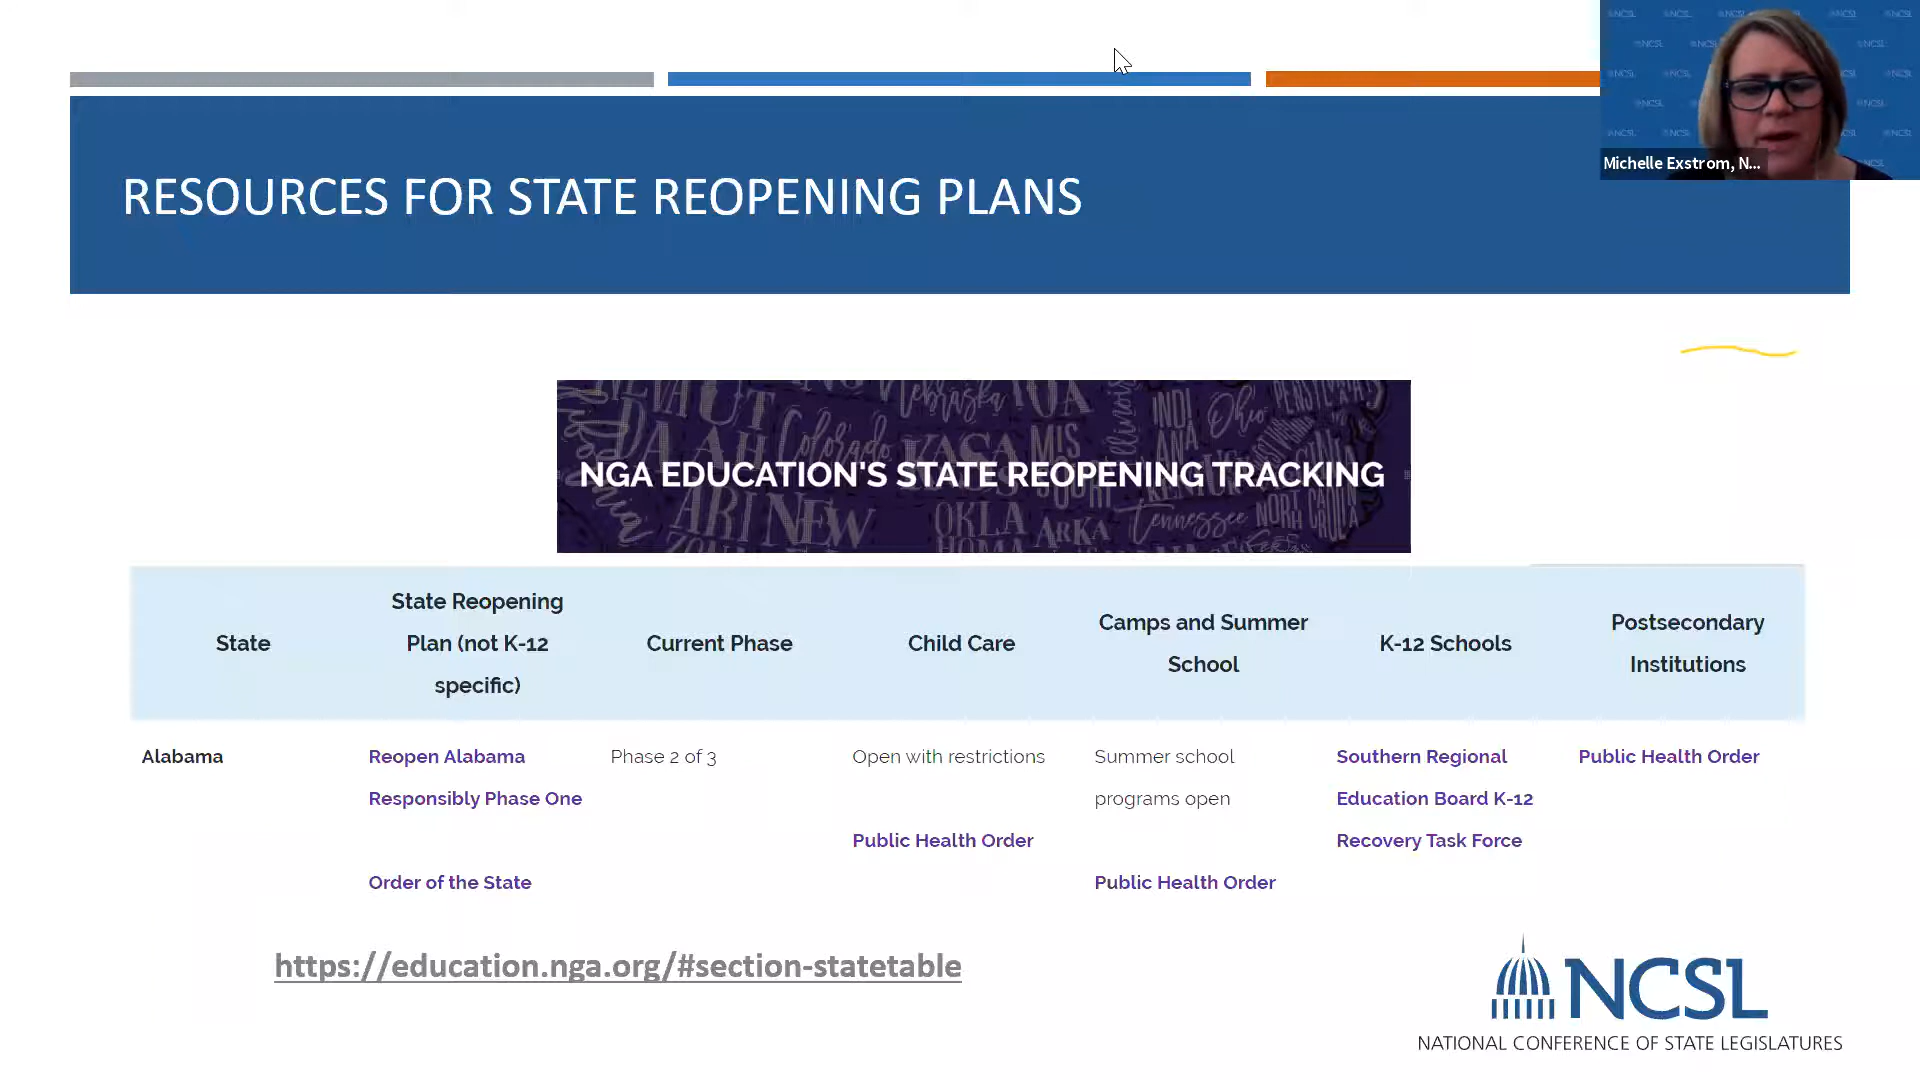 RESOURCES FOR STATE REOPENING PLANS
Michelle Exstrom, N...
NGA EDUCATION'S STATE REOPENING TRACKING
State
State Reopening
Plan (not K-12
specific)
Current Phase
Child Care
Camps and Summer
School
K-12 Schools
Postsecondary
Institutions
Alabama
Reopen Alabama
Responsibly Phase One
Order of the State
Phase 2 of 3
Open with restrictions
Public Health Order
Summer school
programs open
Public Health Order
Southern Regional
Education Board K-12
Recovery Task Force
Public Health Order
https://education.nga.org/#section-statetable
NCSL
NATIONAL CONFERENCE OF STATE LEGISLATURES